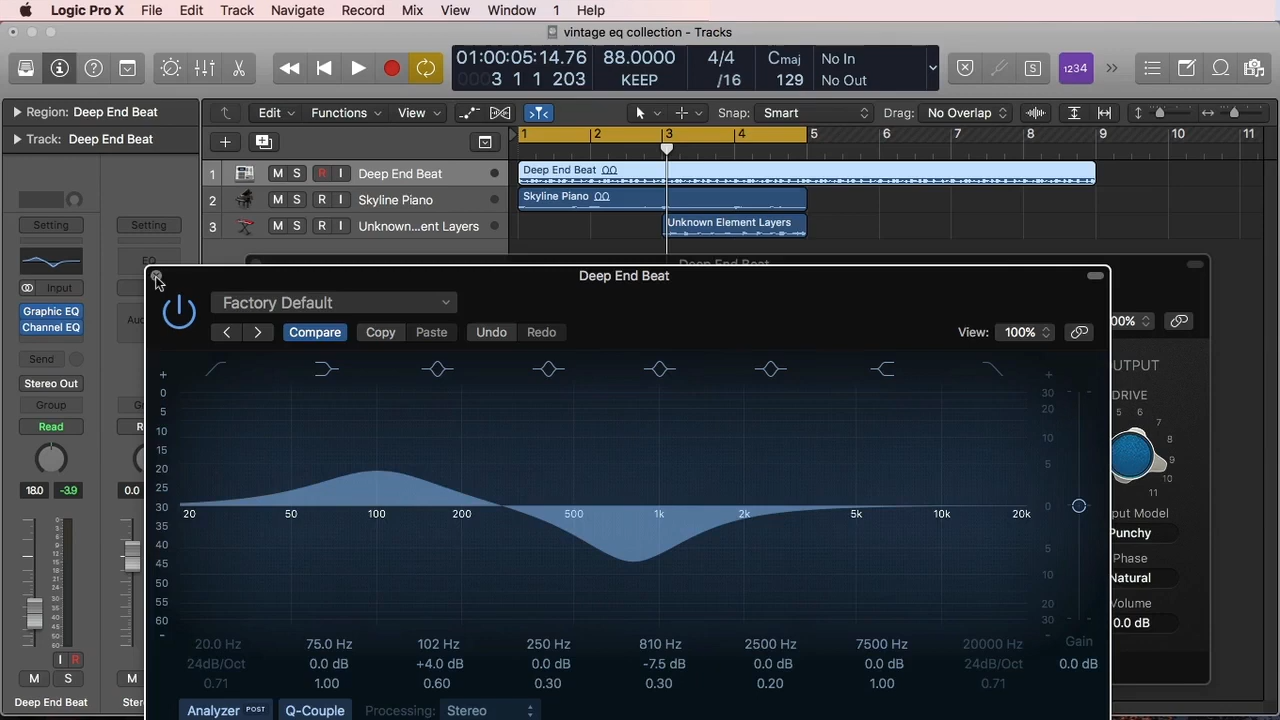 Logic Pro X File Edit Track Navigate Record Mix View Window 1 Help
vintage eq collection - Tracks
01:00:05:14.76 88.0000 4/4 Cmaj No In
003 1 1 203 KEEP /16 129 No Out
1234
Region: Deep End Beat
Track: Deep End Beat
Edit Functions View Snap: Smart Drag: No Overlap
1 2 3 4 5 6 7 8 9 10 11
1 M S R I Deep End Beat
2 M S R I Skyline Piano
3 M S R I Unknown...ent Layers
Deep End Beat
Skyline Piano
Unknown Element Layers
Setting Setting
EQ
Input
Graphic EQ
Channel EQ
Send
Stereo Out
Group
Read
18.0 -3.9 0.0
I R
M S M
Deep End Beat Ster
Deep End Beat
Factory Default
Compare Copy Paste Undo Redo View: 100%
+ +
0 30
5 20
10 10
15
20 5
25
30 0
35
40 5
45
50 10
55 20
60 30
- -
20 50 100 200 500 1k 2k 5k 10k 20k
20.0 Hz 75.0 Hz 102 Hz 250 Hz 810 Hz 2500 Hz 7500 Hz 20000 Hz Gain
24dB/Oct 0.0 dB +4.0 dB 0.0 dB -7.5 dB 0.0 dB 0.0 dB 24dB/Oct 0.0 dB
0.71 1.00 0.60 0.30 0.30 0.20 1.00 0.71
Analyzer POST Q-Couple Processing: Stereo
00%
UTPUT
DRIVE
5 6 7 8 9 10 11
put Model
Punchy
Phase
Natural
Volume
0.0 dB